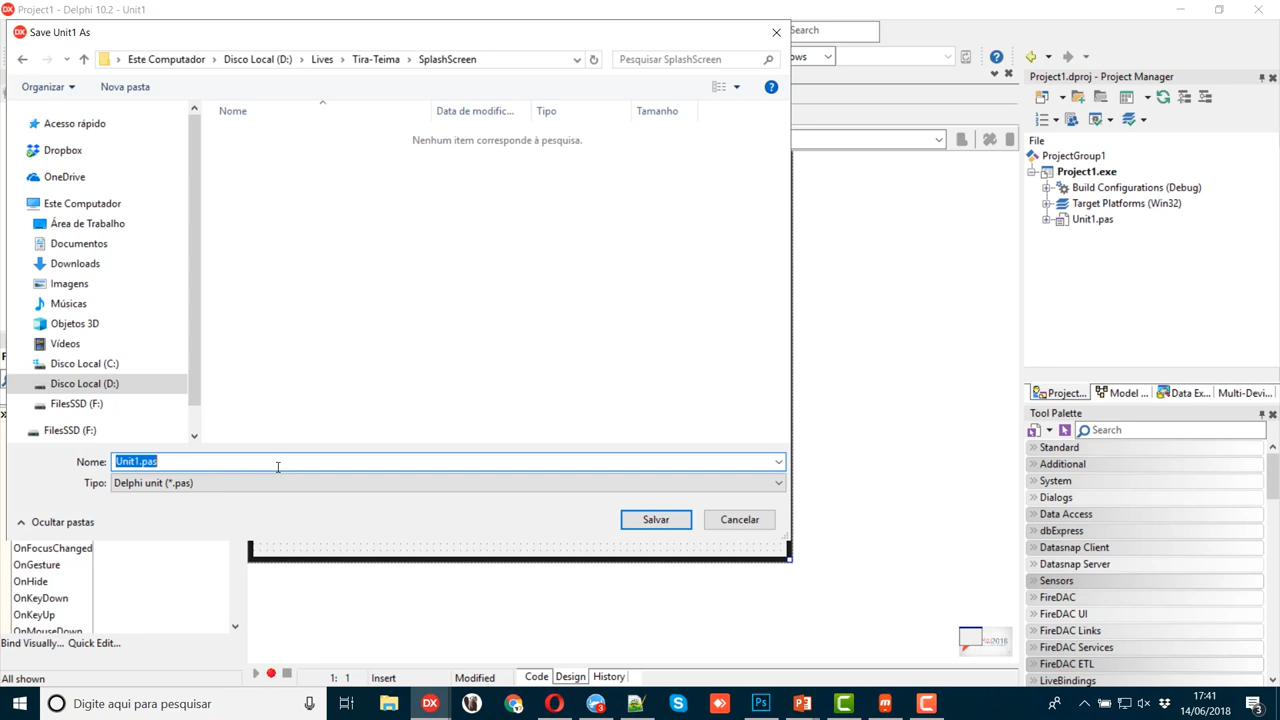 Project1 - Delphi 10.2 - Unit1
Save Unit1 As
Search
Este Computador > Disco Local (D:) > Lives > Tira-Teima > SplashScreen
Pesquisar SplashScreen
Organizar
Nova pasta
Nome
Data de modific...
Tipo
Tamanho
Nenhum item corresponde à pesquisa.
Acesso rápido
Dropbox
OneDrive
Este Computador
Área de Trabalho
Documentos
Downloads
Imagens
Músicas
Objetos 3D
Vídeos
Disco Local (C:)
Disco Local (D:)
FilesSSD (F:)
FilesSSD (F:)
Nome: Unit1.pas
Tipo: Delphi unit (*.pas)
Ocultar pastas
Salvar
Cancelar
OnFocusChanged
OnGesture
OnHide
OnKeyDown
OnKeyUp
OnMouseDown
Bind Visually... Quick Edit...
All shown
1: 1
Insert
Modified
Code
Design
History
Project1.dproj - Project Manager
File
ProjectGroup1
Project1.exe
Build Configurations (Debug)
Target Platforms (Win32)
Unit1.pas
Project...
Model ...
Data Ex...
Multi-Devi...
Tool Palette
Search
Standard
Additional
System
Dialogs
Data Access
dbExpress
Datasnap Client
Datasnap Server
Sensors
FireDAC
FireDAC UI
FireDAC Links
FireDAC Services
FireDAC ETL
LiveBindings
Digite aqui para pesquisar
17:41
14/06/2018